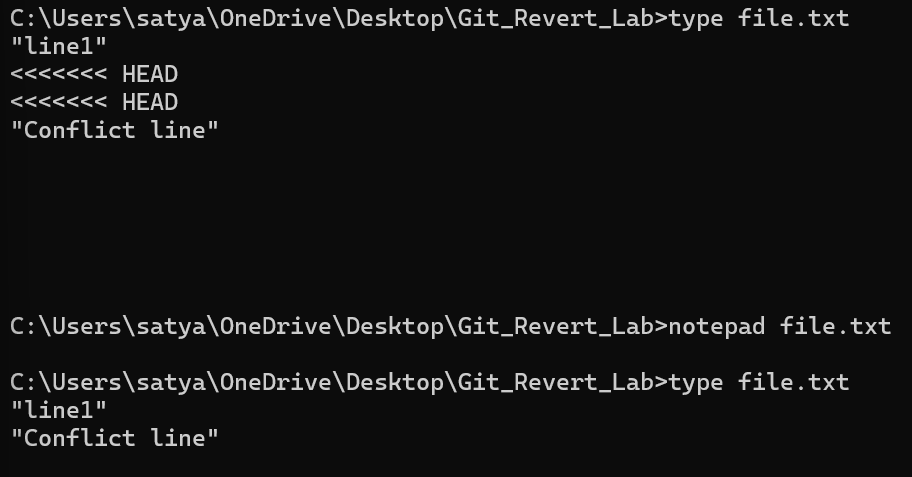 C:\Users\satya\OneDrive\Desktop\Git_Revert_Lab>type file.txt
"line1"
<<<<<<< HEAD
<<<<<<< HEAD
"Conflict line"
C:\Users\satya\OneDrive\Desktop\Git_Revert_Lab>notepad file.txt
C:\Users\satya\OneDrive\Desktop\Git_Revert_Lab>type file.txt
"line1"
"Conflict line"